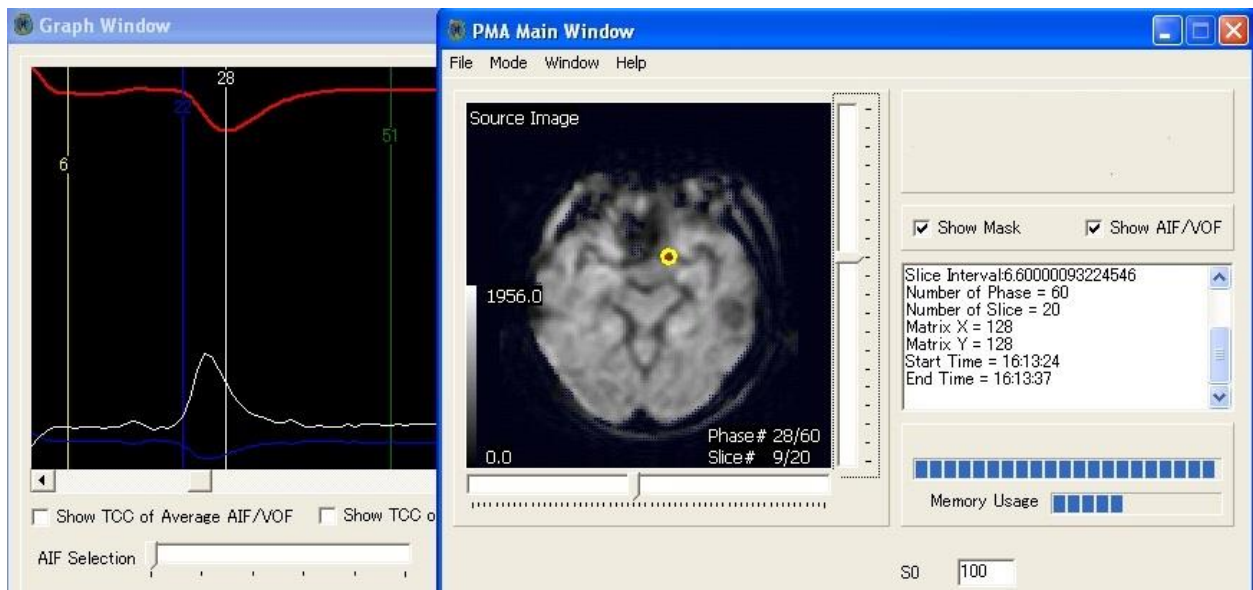 Graph Window
28
22
51
6
Show TCC of Average AIF/VOF
Show TCC o
AIF Selection
PMA Main Window
File Mode Window Help
Source Image
1956.0
0.0
Phase# 28/60
Slice# 9/20
Show Mask
Show AIF/VOF
Slice Interval:6.60000093224546
Number of Phase = 60
Number of Slice = 20
Matrix X = 128
Matrix Y = 128
Start Time = 16:13:24
End Time = 16:13:37
Memory Usage
S0 100